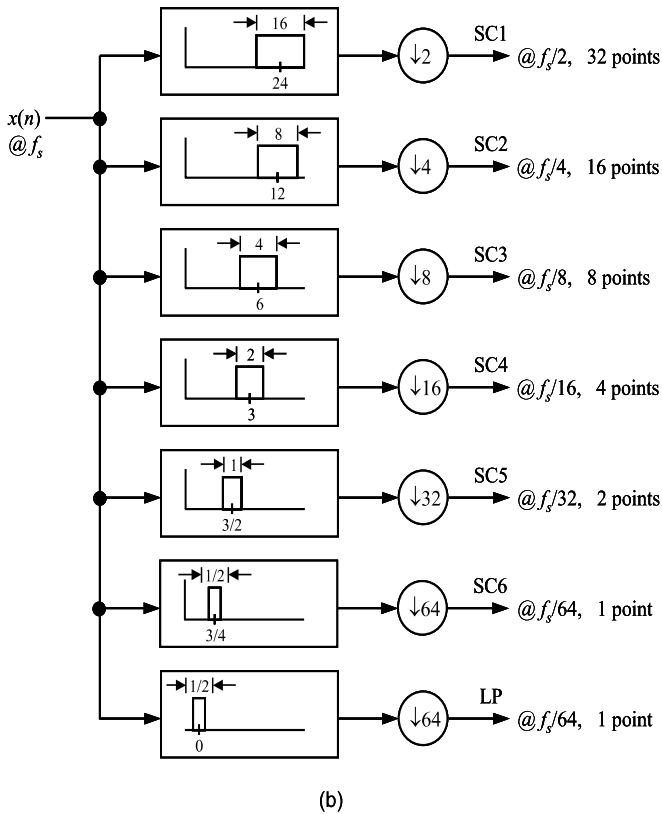 16
24
↓2
SC1
@ fs/2, 32 points
x(n)
@ fs
8
12
↓4
SC2
@ fs/4, 16 points
4
6
↓8
SC3
@ fs/8, 8 points
2
3
↓16
SC4
@ fs/16, 4 points
1
3/2
↓32
SC5
@ fs/32, 2 points
1/2
3/4
↓64
SC6
@ fs/64, 1 point
1/2
0
↓64
LP
@ fs/64, 1 point
(b)